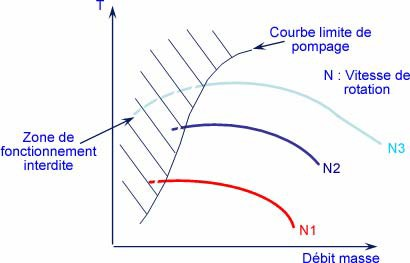 T
Courbe limite
de pompage
N : Vitesse de
rotation
Zone de
fonctionnement
interdite
N3
N2
N1
Débit masse